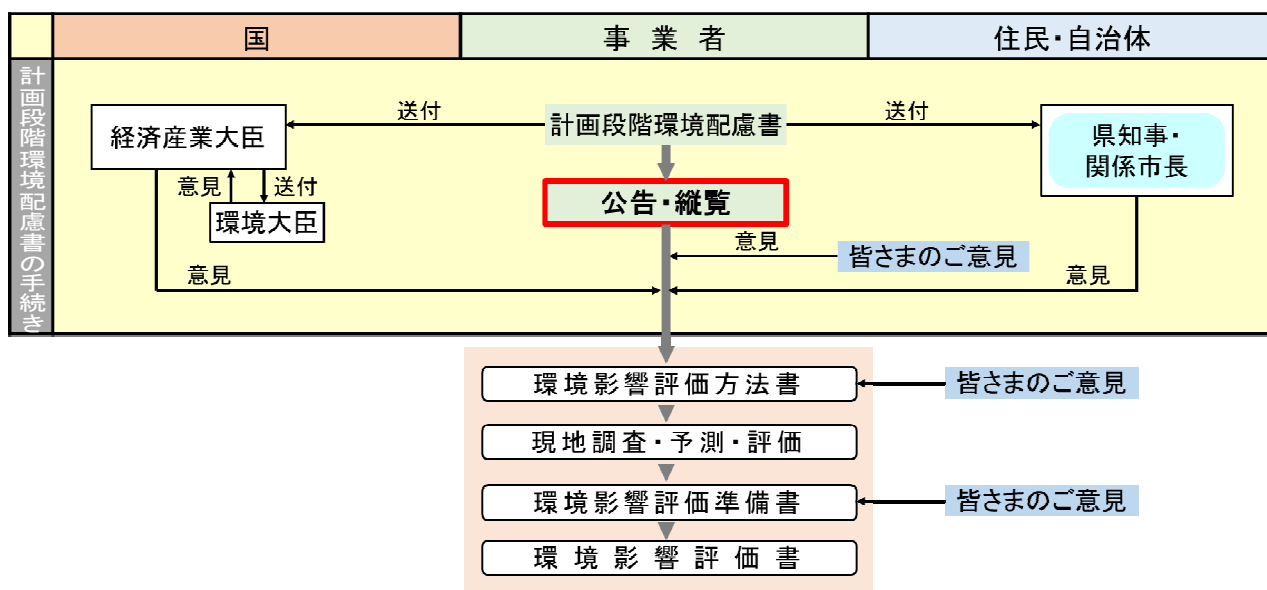 国
事業者
住民・自治体
計画段階環境配慮書の手続き
送付
計画段階環境配慮書
送付
経済産業大臣
県知事・
関係市長
意見
送付
環境大臣
公告・縦覧
意見
皆さまのご意見
意見
意見
環境影響評価方法書
皆さまのご意見
現地調査・予測・評価
環境影響評価準備書
皆さまのご意見
環境影響評価書